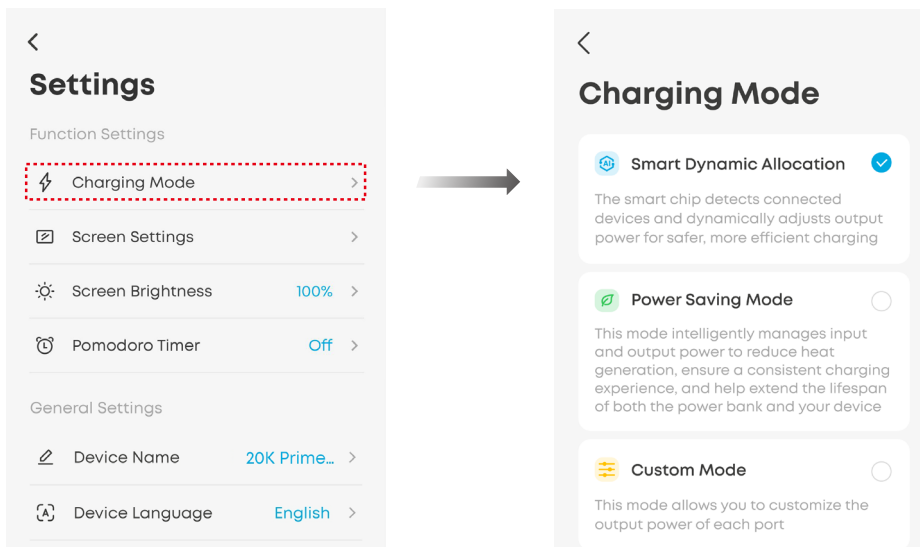 Settings
Function Settings
Charging Mode
Screen Settings
Screen Brightness 100%
Pomodoro Timer Off
General Settings
Device Name 20K Prime...
Device Language English
Charging Mode
AI Smart Dynamic Allocation
The smart chip detects connected
devices and dynamically adjusts output
power for safer, more efficient charging
Power Saving Mode
This mode intelligently manages input
and output power to reduce heat
generation, ensure a consistent charging
experience, and help extend the lifespan
of both the power bank and your device
Custom Mode
This mode allows you to customize the
output power of each port